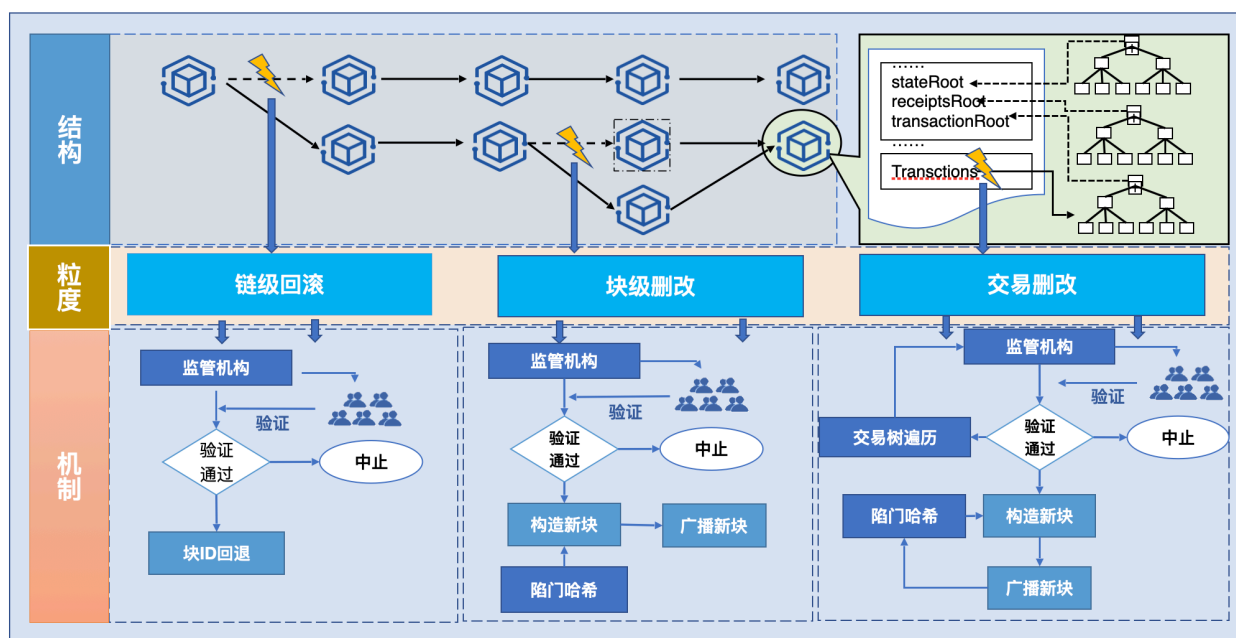 结构
......
stateRoot
receiptsRoot
transactionRoot
......
Transctions
粒度
链级回滚
块级删改
交易删改
机制
监管机构
验证
验证
通过
中止
块ID回退
监管机构
验证
验证
通过
中止
构造新块
广播新块
陷门哈希
监管机构
验证
交易树遍历
验证
通过
中止
陷门哈希
构造新块
广播新块